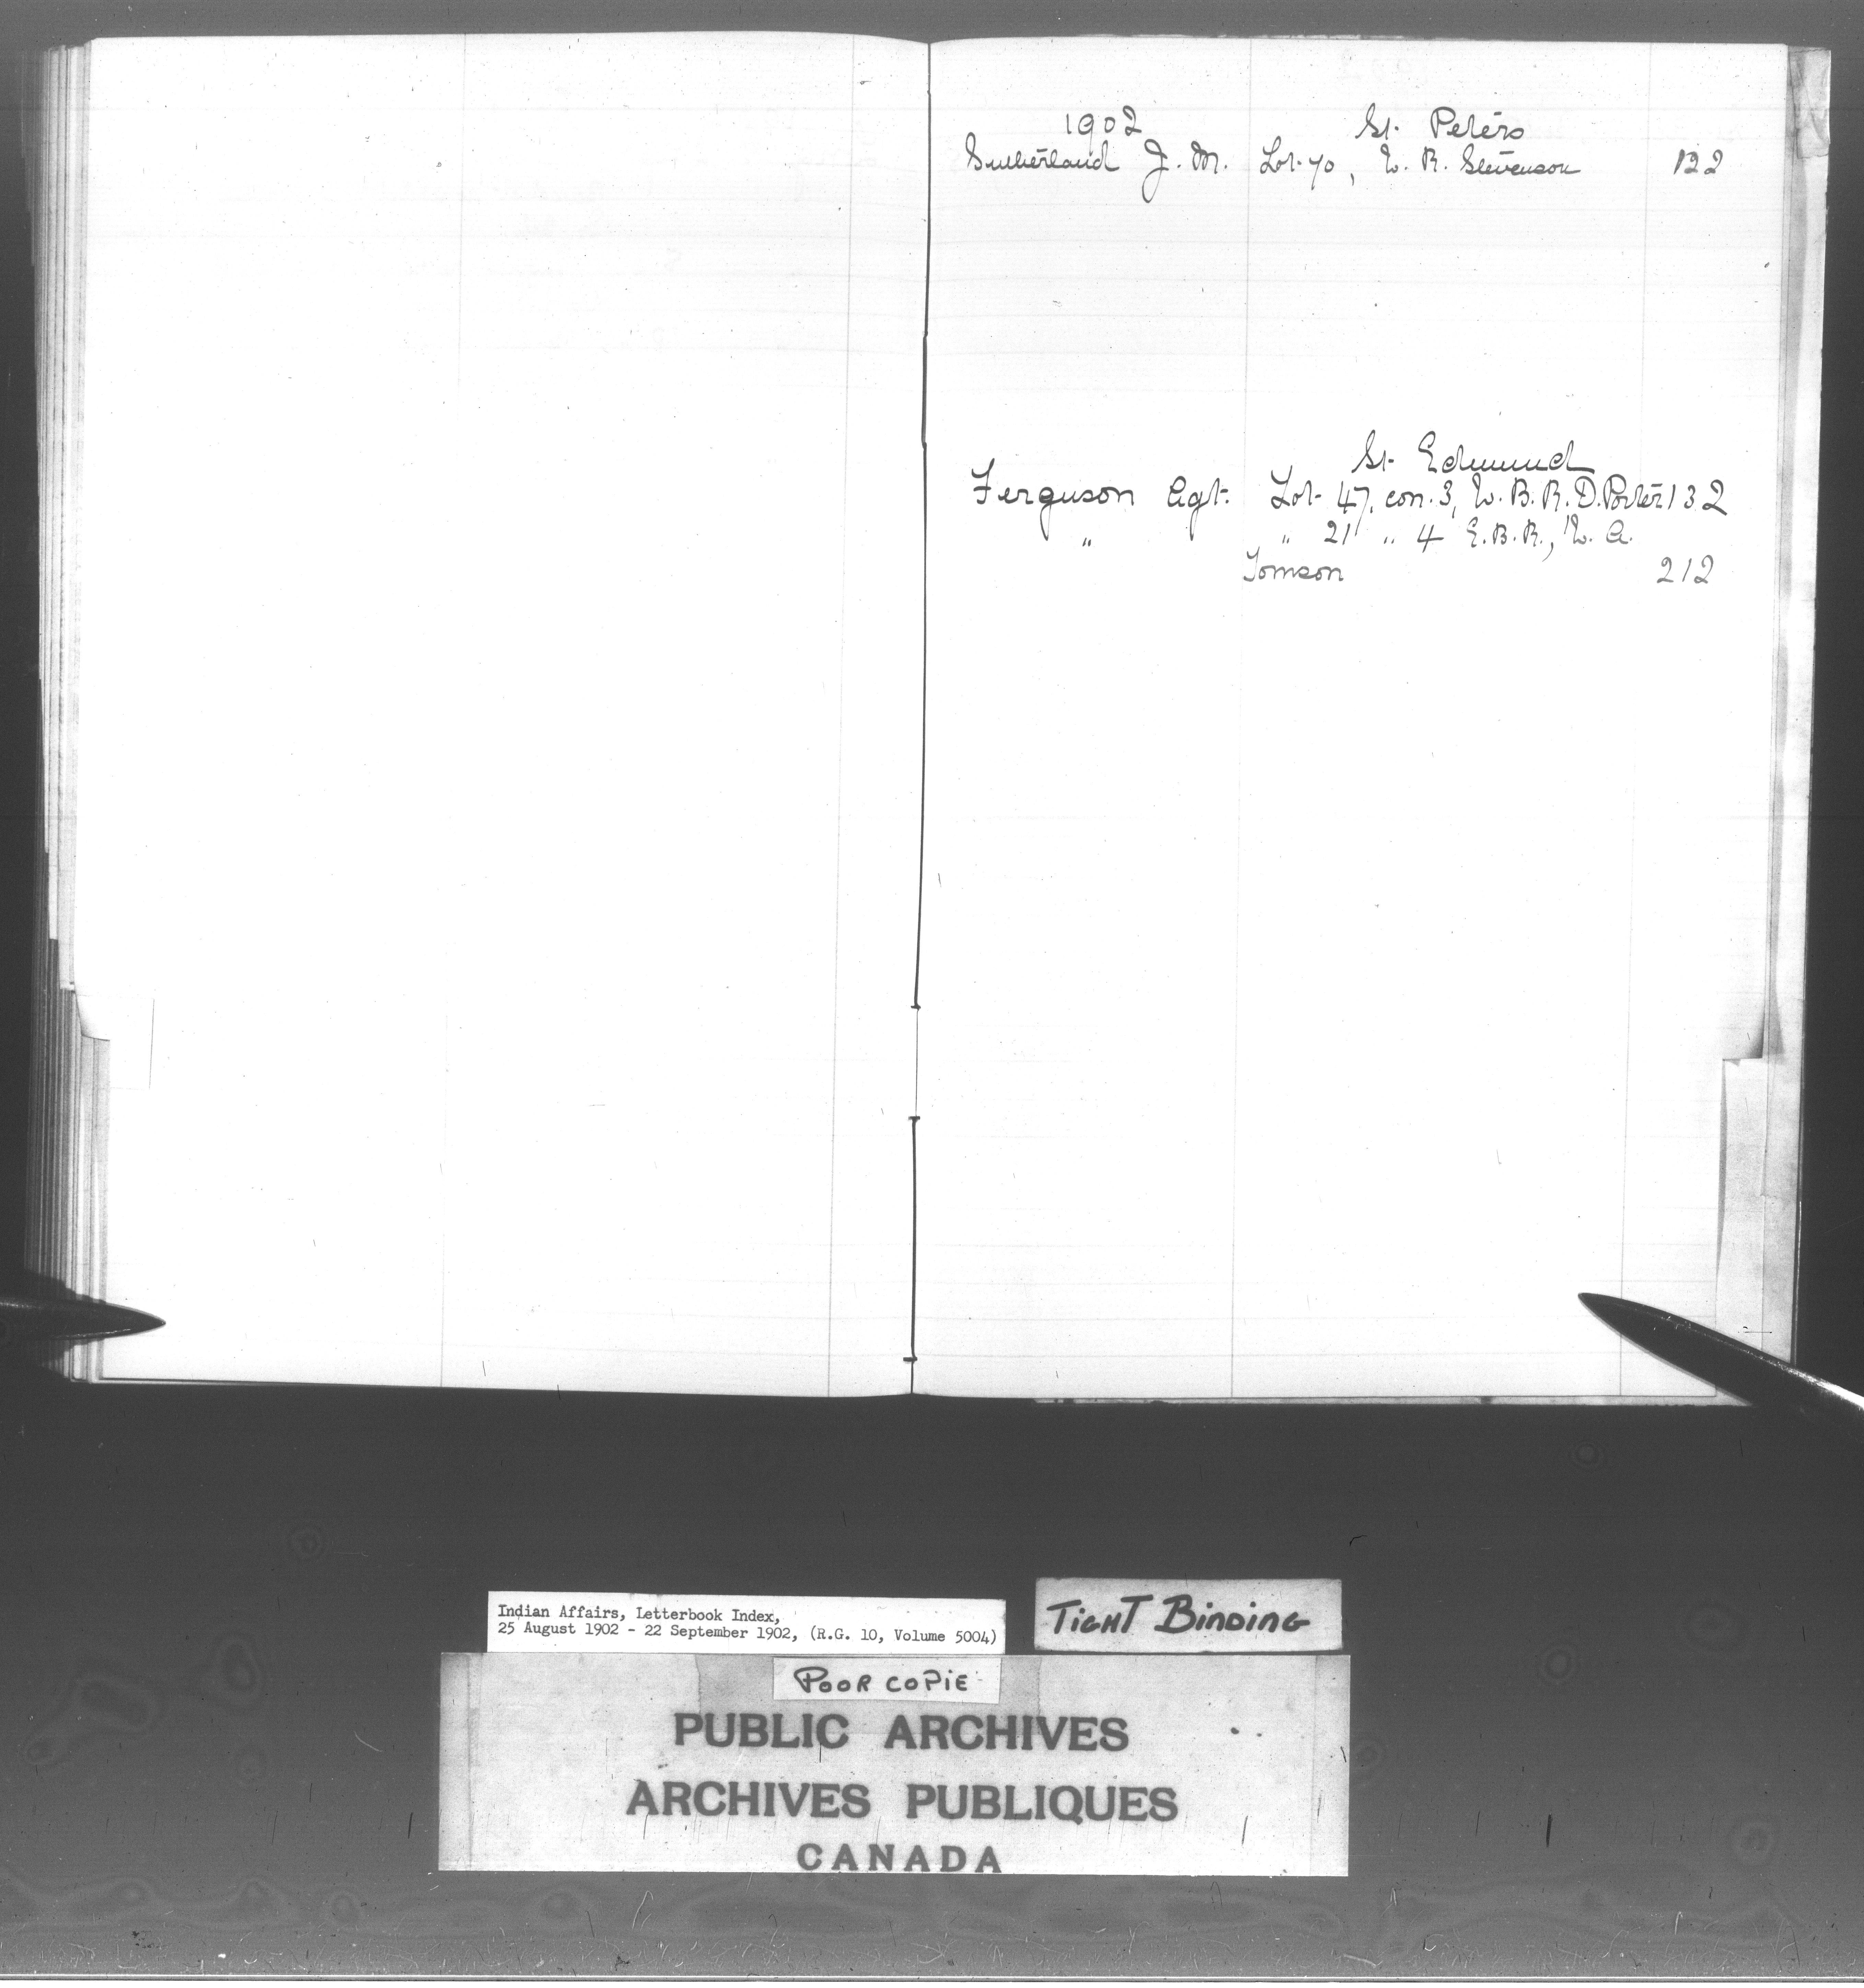 1902 St. Peters
Sutherland J. M. Lot 70, W. R. Stevenson 122
St. Edmund
Ferguson Agt. Lot 47, con. 3, W. B. R. D. Porter 132
„ „ 21 „ 4 E. B. R., W. A.
Tomson 212
Indian Affairs, Letterbook Index,
25 August 1902 - 22 September 1902, (R.G. 10, Volume 5004)
TIGHT BINDING
POOR COPIE
PUBLIC ARCHIVES
ARCHIVES PUBLIQUES
CANADA